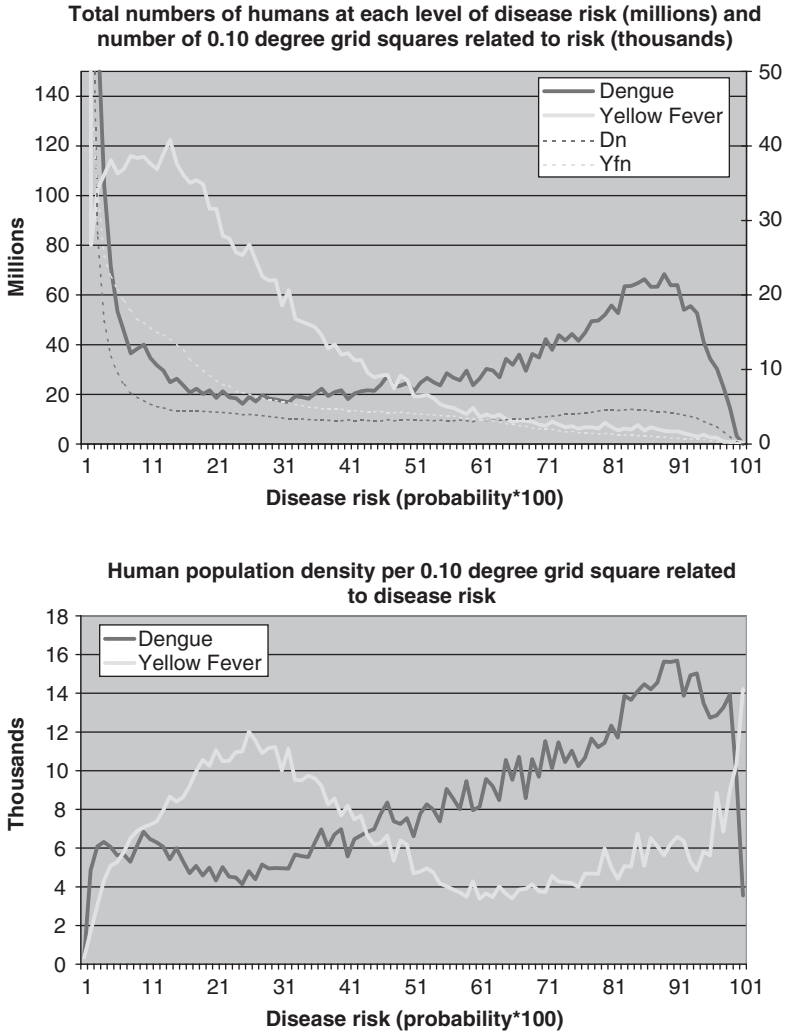 Total numbers of humans at each level of disease risk (millions) and
number of 0.10 degree grid squares related to risk (thousands)
140
120
100
80
60
40
20
0
Millions
50
40
30
20
10
0
Dengue
Yellow Fever
Dn
Yfn
1 11 21 31 41 51 61 71 81 91 101
Disease risk (probability*100)
Human population density per 0.10 degree grid square related
to disease risk
18
16
14
12
10
8
6
4
2
0
Thousands
Dengue
Yellow Fever
1 11 21 31 41 51 61 71 81 91 101
Disease risk (probability*100)